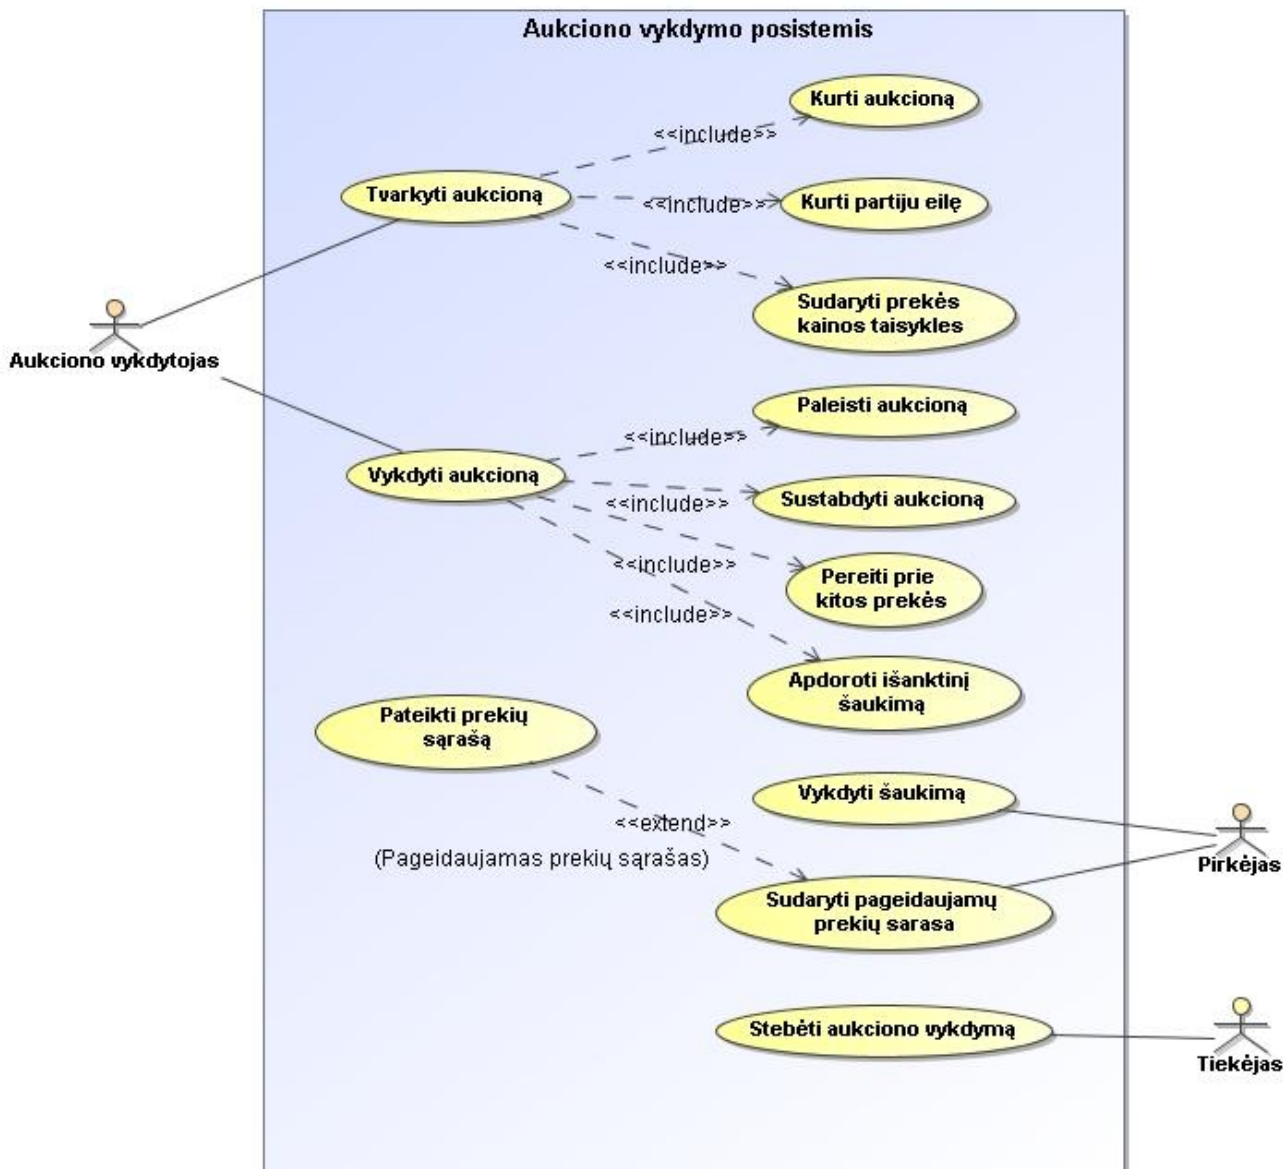 Aukciono vykdymo posistemis
Kurti aukcioną
<<include>>
Tvarkyti aukcioną
<<include>>
Kurti partiju eilę
<<include>>
Sudaryti prekės
kainos taisykles
Aukciono vykdytojas
Paleisti aukcioną
<<include>>
Vykdyti aukcioną
<<include>>
Sustabdyti aukcioną
<<include>>
Pereiti prie
kitos prekės
<<include>>
Apdoroti išanktinį
šaukimą
Pateikti prekių
sąrašą
Vykdyti šaukimą
<<extend>>
(Pageidaujamas prekių sąrašas)
Pirkėjas
Sudaryti pageidaujamų
prekių sarasa
Stebėti aukciono vykdymą
Tiekėjas